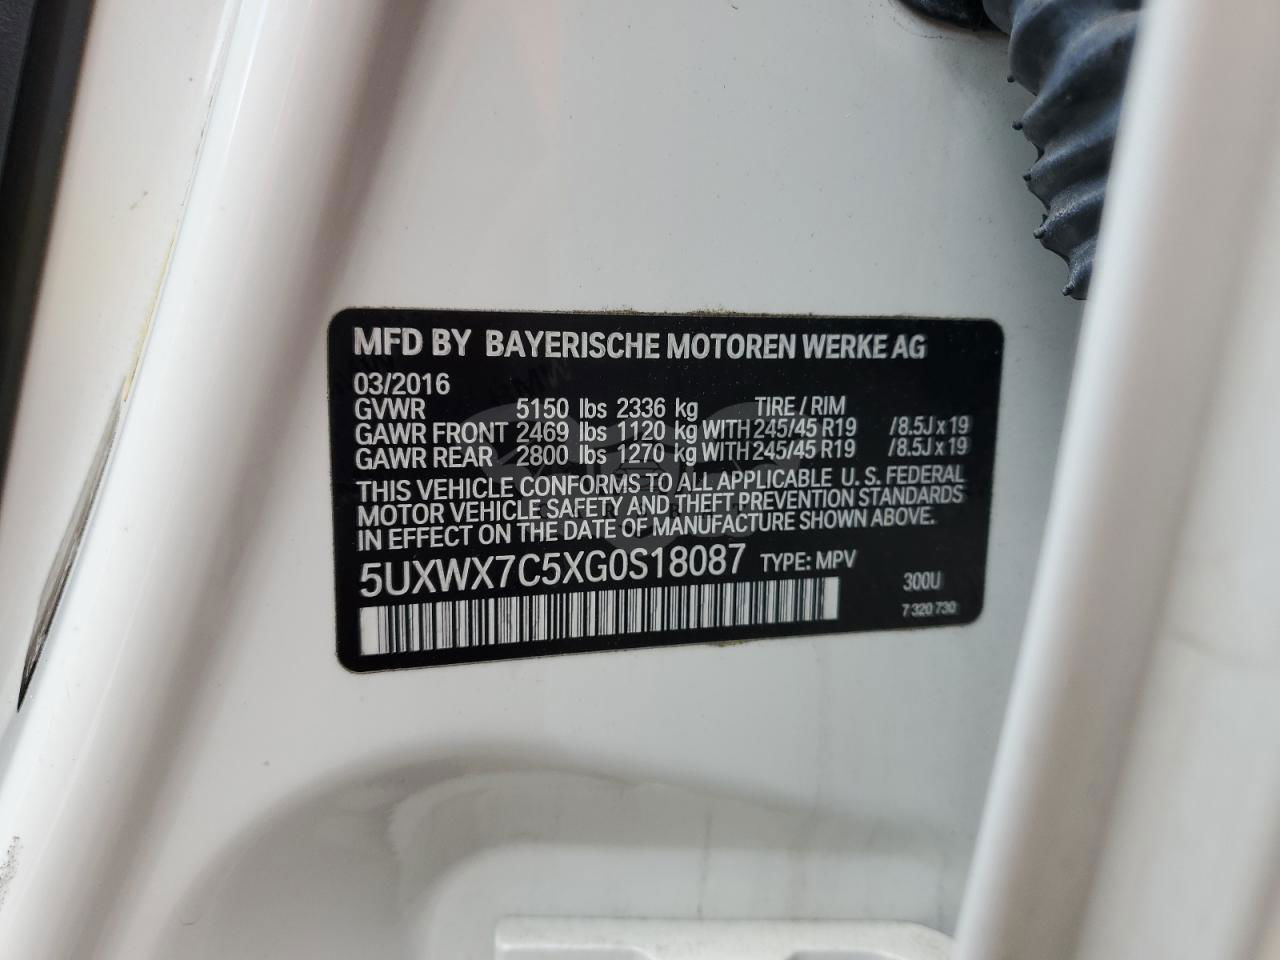 MFD BY BAYERISCHE MOTOREN WERKE AG
03/2016
GVWR 5150 lbs 2336 kg TIRE / RIM
GAWR FRONT 2469 lbs 1120 kg WITH 245/45 R19 /8.5J x 19
GAWR REAR 2800 lbs 1270 kg WITH 245/45 R19 /8.5J x 19
THIS VEHICLE CONFORMS TO ALL APPLICABLE U. S. FEDERAL
MOTOR VEHICLE SAFETY AND THEFT PREVENTION STANDARDS
IN EFFECT ON THE DATE OF MANUFACTURE SHOWN ABOVE.
5UXWX7C5XG0S18087 TYPE: MPV
300U
7 320 730